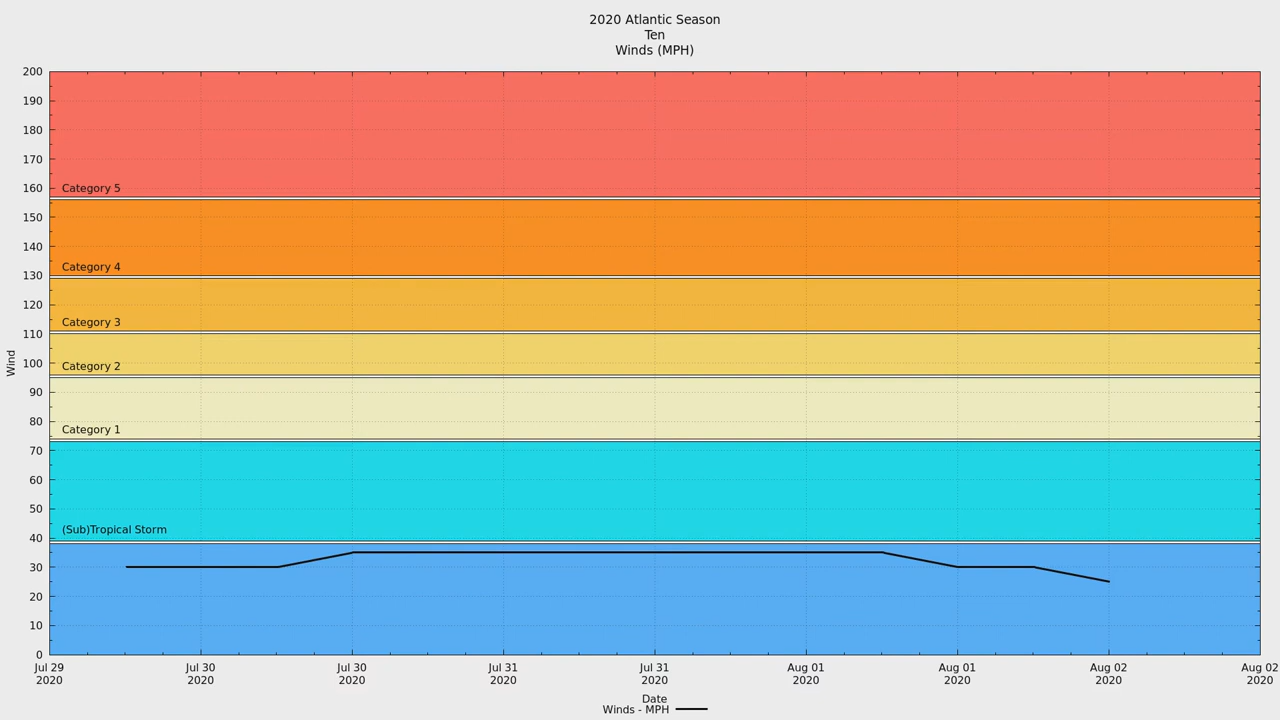 2020 Atlantic Season
Ten
Winds (MPH)
200
190
180
170
160
150
140
130
120
110
100
90
80
70
60
50
40
30
20
10
0
Wind
Category 5
Category 4
Category 3
Category 2
Category 1
(Sub)Tropical Storm
Jul 29 Jul 30 Jul 30 Jul 31 Jul 31 Aug 01 Aug 01 Aug 02 Aug 02
2020 2020 2020 2020 2020 2020 2020 2020 2020
Date
Winds - MPH